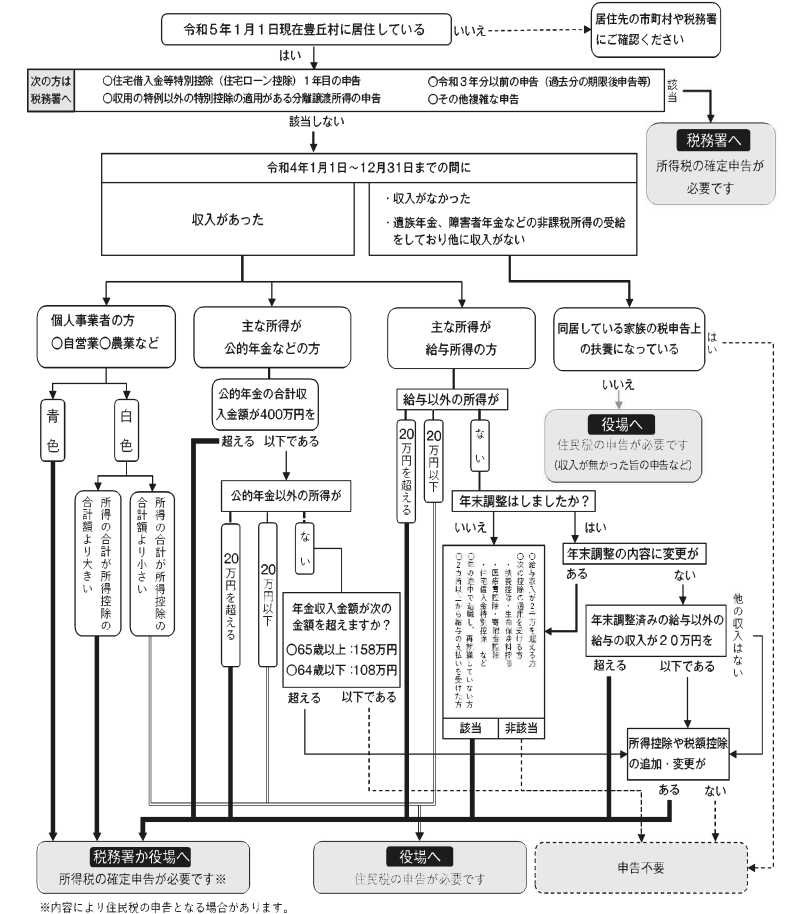 令和5年1月1日現在豊丘村に居住している
いいえ
居住先の市町村や税務署
にご確認ください
はい
次の方は
税務署へ
○住宅借入金等特別控除（住宅ローン控除）1年目の申告
○令和3年分以前の申告（過去分の期限後申告等）
○収用の特例以外の特別控除の適用がある分離譲渡所得の申告
○その他複雑な申告
該当
該当しない
税務署へ
所得税の確定申告が
必要です
令和4年1月1日～12月31日までの間に
収入があった
・収入がなかった
・遺族年金、障害者年金などの非課税所得の受給
をしており他に収入がない
個人事業者の方
○自営業○農業など
主な所得が
公的年金などの方
主な所得が
給与所得の方
同居している家族の税申告上
の扶養になっている
はい
いいえ
役場へ
住民税の申告が必要です
（収入が無かった旨の申告など）
青色
白色
公的年金の合計収
入金額が400万円を
超える
以下である
給与以外の所得が
20万円を超える
20万円以下
ない
所得の合計が所得控除の
合計額より大きい
所得の合計が所得控除の
合計額より小さい
公的年金以外の所得が
20万円を超える
20万円以下
ない
年金収入金額が次の
金額を超えますか？
○65歳以上：158万円
○64歳以下：108万円
超える
以下である
年末調整はしましたか？
いいえ
はい
○給与収入が2千万を超える方
○次の控除の適用を受ける方
・扶養控除・生命保険料控除
・医療費控除・寄附金控除
・住宅借入金特別控除 など
○年の途中で退職し、再就職していない方
○2カ所以上から給与の支払いを受けた方
該当
非該当
年末調整の内容に変更が
ある
ない
年末調整済みの給与以外の
給与の収入が20万円を
超える
以下である
他の収入はない
所得控除や税額控除
の追加・変更が
ある
ない
税務署か役場へ
所得税の確定申告が必要です※
役場へ
住民税の申告が必要です
申告不要
※内容により住民税の申告となる場合があります。